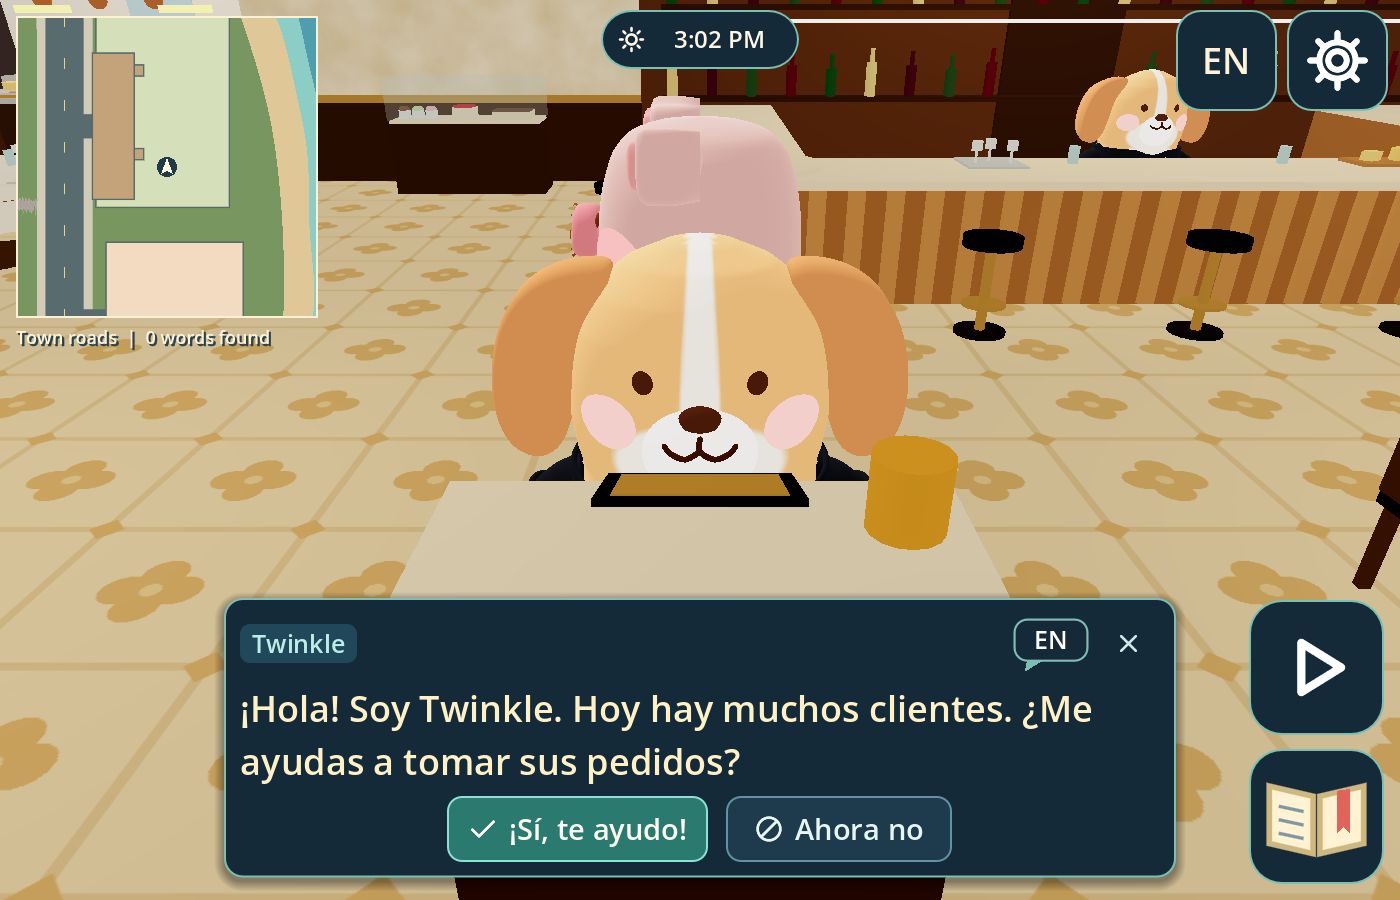 3:02 PM
EN
Town roads | 0 words found
Twinkle
EN
¡Hola! Soy Twinkle. Hoy hay muchos clientes. ¿Me
ayudas a tomar sus pedidos?
¡Sí, te ayudo!
Ahora no